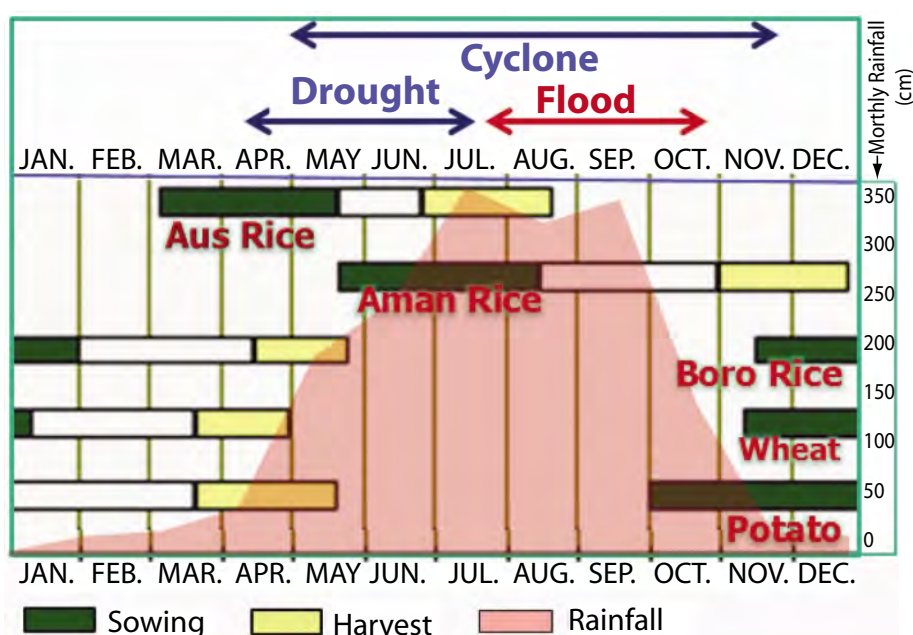 Cyclone
Drought
Flood
JAN. FEB. MAR. APR. MAY JUN. JUL. AUG. SEP. OCT. NOV. DEC.
Monthly Rainfall
(cm)
350
Aus Rice
300
Aman Rice
250
200
Boro Rice
150
Wheat
100
50
Potato
0
JAN. FEB. MAR. APR. MAY JUN. JUL. AUG. SEP. OCT. NOV. DEC.
Sowing Harvest Rainfall